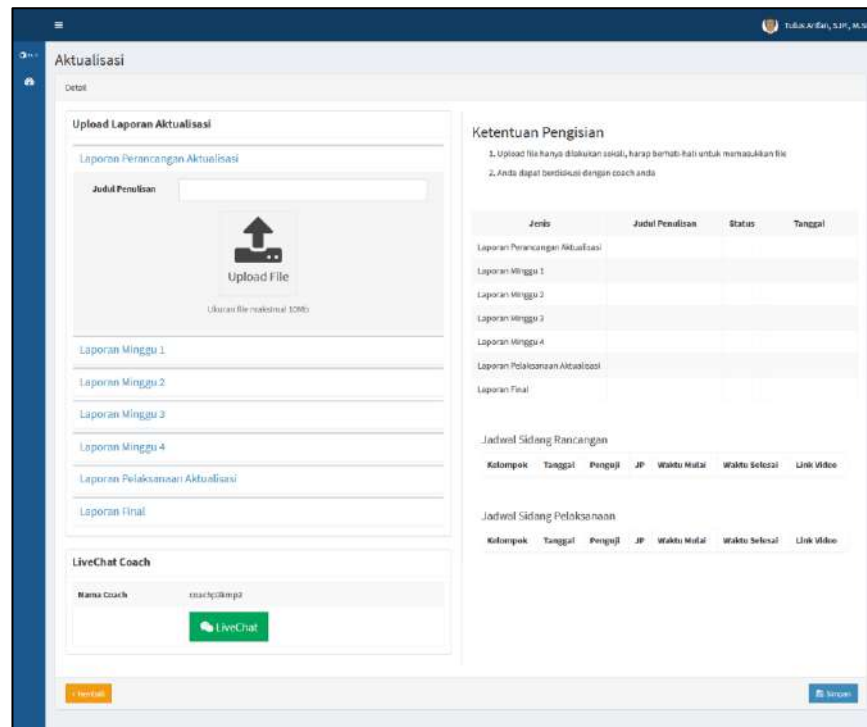 Aktualisasi
Detail
Upload Laporan Aktualisasi
Laporan Perancangan Aktualisasi
Judul Penulisan
Upload File
Ukuran file maksimal 10Mb
Laporan Minggu 1
Laporan Minggu 2
Laporan Minggu 3
Laporan Minggu 4
Laporan Pelaksanaan Aktualisasi
Laporan Final
LiveChat Coach
Nama Coach
LiveChat
Kembali
Ketentuan Pengisian
1. Upload file hanya dilakukan sekali, harap berhati-hati untuk memasukkan file
2. Anda dapat berdiskusi dengan coach anda
Jenis Judul Penulisan Status Tanggal
Laporan Perancangan Aktualisasi
Laporan Minggu 1
Laporan Minggu 2
Laporan Minggu 3
Laporan Minggu 4
Laporan Pelaksanaan Aktualisasi
Laporan Final
Jadwal Sidang Rancangan
Kelompok Tanggal Penguji JP Waktu Mulai Waktu Selesai Link Video
Jadwal Sidang Pelaksanaan
Kelompok Tanggal Penguji JP Waktu Mulai Waktu Selesai Link Video
Simpan